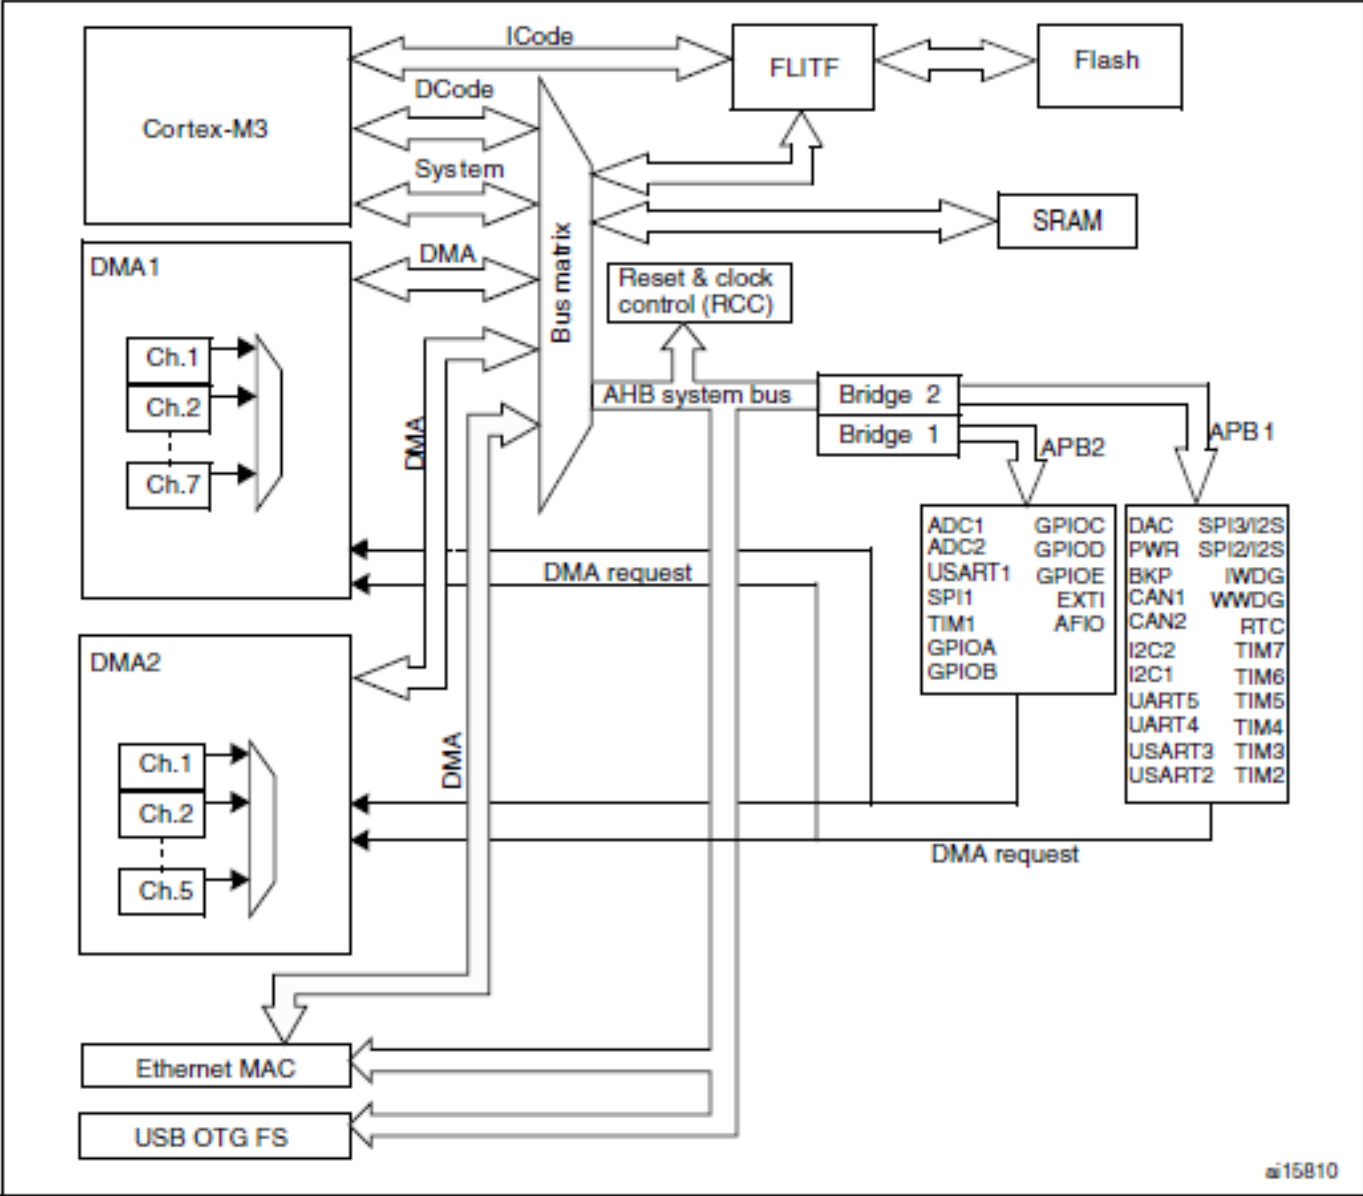 ICode
FLITF
Flash
Cortex-M3
DCode
System
SRAM
DMA1
DMA
Bus matrix
Reset & clock
control (RCC)
Ch.1
Ch.2
Ch.7
DMA
AHB system bus
Bridge 2
Bridge 1
APB2
APB1
DMA request
ADC1 GPIOC
ADC2 GPIOD
USART1 GPIOE
SPI1 EXTI
TIM1 AFIO
GPIOA
GPIOB
DAC SPI3/I2S
PWR SPI2/I2S
BKP IWDG
CAN1 WWDG
CAN2 RTC
I2C2 TIM7
I2C1 TIM6
UART5 TIM5
UART4 TIM4
USART3 TIM3
USART2 TIM2
DMA2
DMA
Ch.1
Ch.2
Ch.5
DMA request
Ethernet MAC
USB OTG FS
ai15810